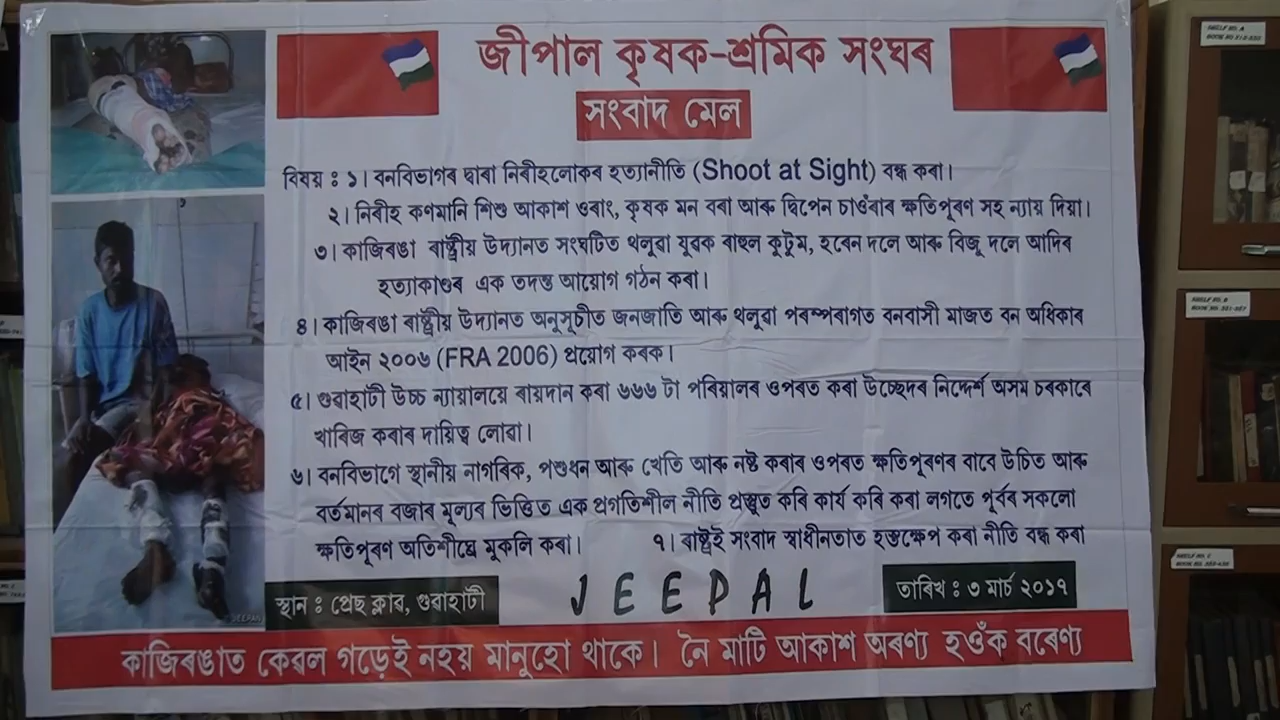 জীপাল কৃষক-শ্ৰমিক সংঘৰ
সংবাদ মেল
বিষয় : ১। বনবিভাগৰ দ্বাৰা নিৰীহলোকৰ হত্যানীতি (Shoot at Sight) বন্ধ কৰা।
২। নিৰীহ কণমানি শিশু আকাশ ওৰাং, কৃষক মন বৰা আৰু দ্বিপেন চাওঁৰাৰ ক্ষতিপূৰণ সহ ন্যায় দিয়া।
৩। কাজিৰঙা ৰাষ্ট্ৰীয় উদ্যানত সংঘটিত থলুৱা যুৱক ৰাহুল কুটুম, হৰেন দলে আৰু বিজু দলে আদিৰ
হত্যাকাণ্ডৰ এক তদন্ত আয়োগ গঠন কৰা।
৪। কাজিৰঙা ৰাষ্ট্ৰীয় উদ্যানত অনুসূচীত জনজাতি আৰু থলুৱা পৰম্পৰাগত বনবাসী মাজত বন অধিকাৰ
আইন ২০০৬ (FRA 2006) প্ৰয়োগ কৰক।
৫। গুৱাহাটী উচ্চ ন্যায়ালয়ে ৰায়দান কৰা ৬৬৬ টা পৰিয়ালৰ ওপৰত কৰা উচ্ছেদৰ নিৰ্দ্দেৰ্শ অসম চৰকাৰে
খাৰিজ কৰাৰ দায়িত্ব লোৱা।
৬। বনবিভাগে স্থানীয় নাগৰিক, পশুধন আৰু খেতি আৰু নষ্ট কৰাৰ ওপৰত ক্ষতিপূৰণৰ বাবে উচিত আৰু
বৰ্তমানৰ বজাৰ মূল্যৰ ভিত্তিত এক প্ৰগতিশীল নীতি প্ৰস্তুত কৰি কাৰ্য কৰি কৰা লগতে পূৰ্বৰ সকলো
ক্ষতিপূৰণ অতিশীঘ্ৰে মুকলি কৰা। ৭। ৰাষ্ট্ৰই সংবাদ স্বাধীনতাত হস্তক্ষেপ কৰা নীতি বন্ধ কৰা
স্থান : প্ৰেছ ক্লাব, গুৱাহাটী
JEEPAL
তাৰিখ : ৩ মাৰ্চ ২০১৭
কাজিৰঙাত কেৱল গড়েই নহয় মানুহো থাকে। নৈ মাটি আকাশ অৰণ্য হওঁক বৰেণ্য
JEEPAL